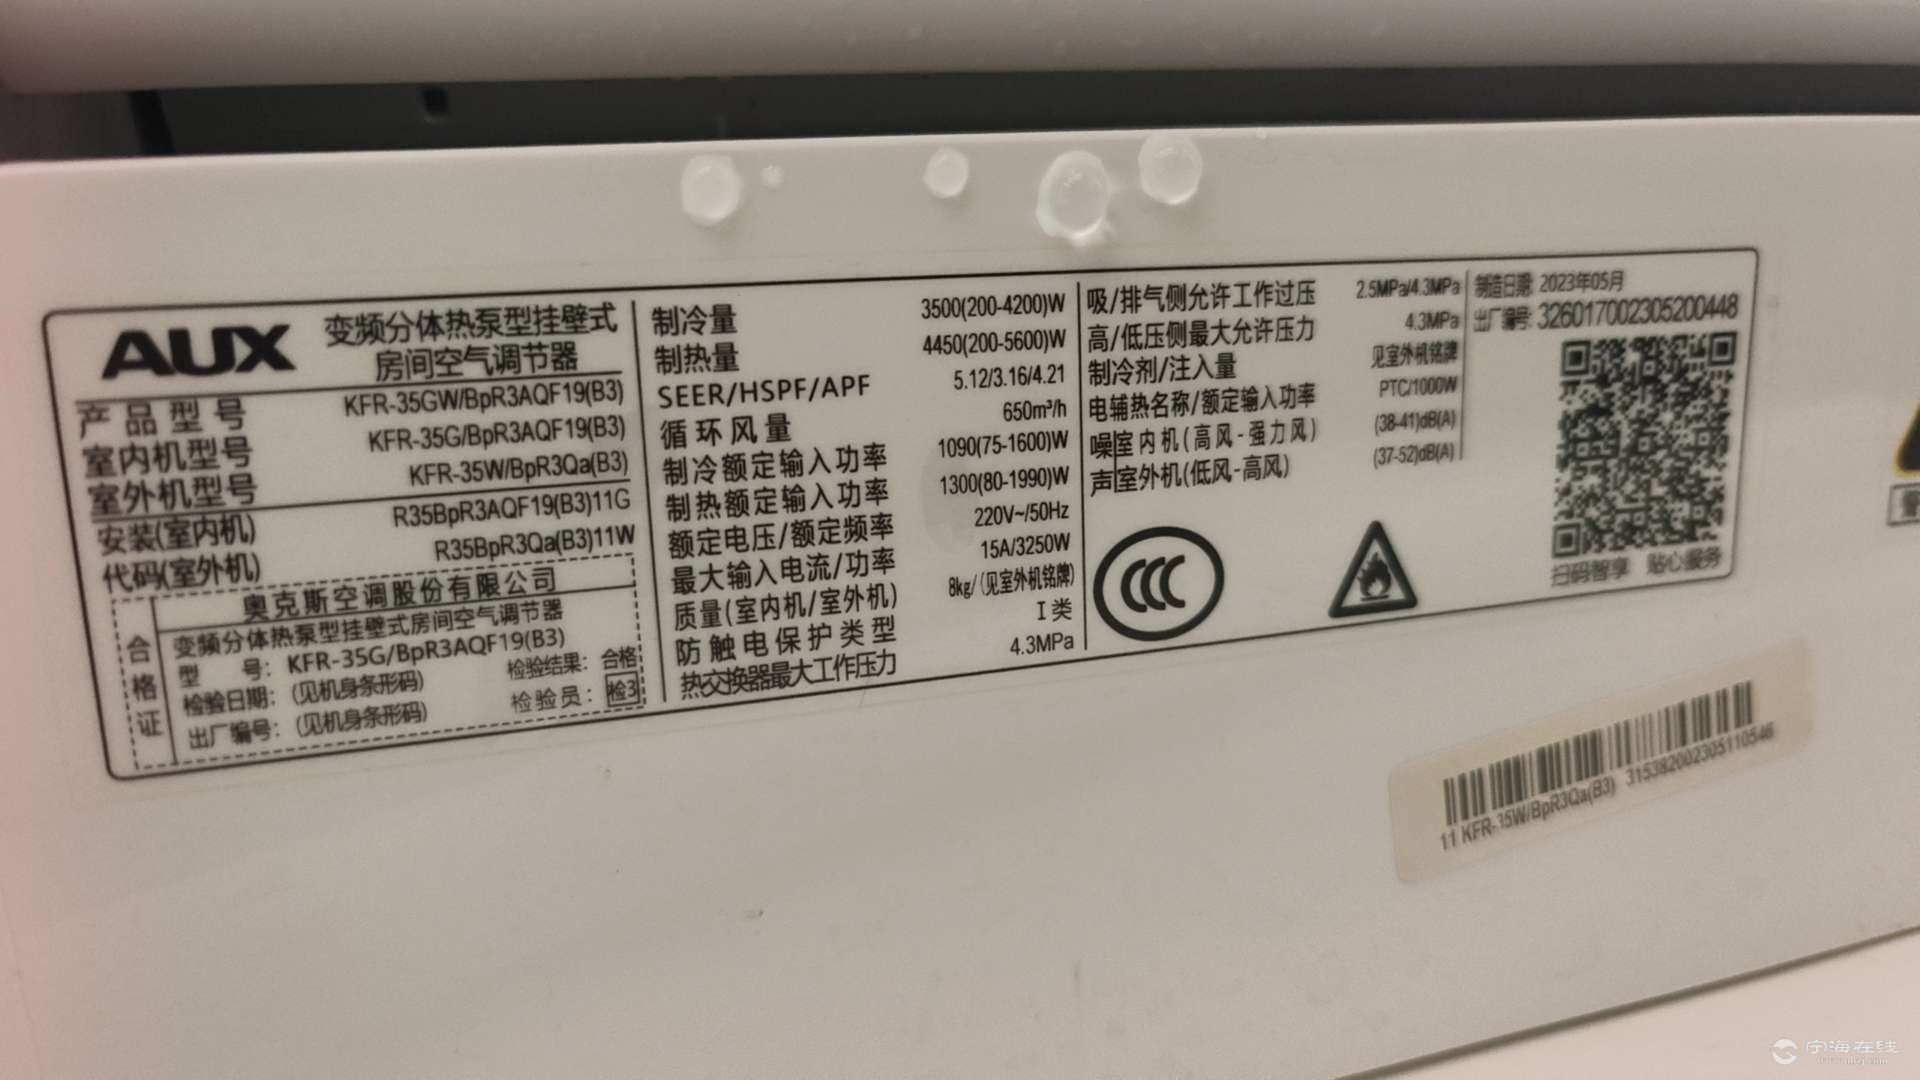 AUX 变频分体热泵型挂壁式
房间空气调节器
产品型号 KFR-35GW/BpR3AQF19(B3)
室内机型号 KFR-35G/BpR3AQF19(B3)
室外机型号 KFR-35W/BpR3Qa(B3)
安装(室内机) R35BpR3AQF19(B3)11G
代码(室外机) R35BpR3Qa(B3)11W
合格证
奥克斯空调股份有限公司
变频分体热泵型挂壁式房间空气调节器
型 号: KFR-35G/BpR3AQF19(B3)
检验日期: (见机身条形码) 检验结果: 合格
出厂编号: (见机身条形码) 检验员: 检3
制冷量 3500(200-4200)W
制热量 4450(200-5600)W
SEER/HSPF/APF 5.12/3.16/4.21
循环风量 650m³/h
制冷额定输入功率 1090(75-1600)W
制热额定输入功率 1300(80-1990)W
额定电压/额定频率 220V~/50Hz
最大输入电流/功率 15A/3250W
质量(室内机/室外机) 8kg/(见室外机铭牌)
防触电保护类型 I类
热交换器最大工作压力 4.3MPa
吸/排气侧允许工作过压 2.5MPa/4.3MPa
高/低压侧最大允许压力 4.3MPa
制冷剂/注入量 见室外机铭牌
电辅热名称/额定输入功率 PTC/1000W
噪 室内机(高风-强力风) (38-41)dB(A)
声 室外机(低风-高风) (37-52)dB(A)
CCC
制造日期: 2023年05月
出厂编号: 326017002305200448
扫码智享 贴心服务
11 KFR-35W/BpR3Qa(B3) 315382002305110546
宁海在线
www.nhzj.com